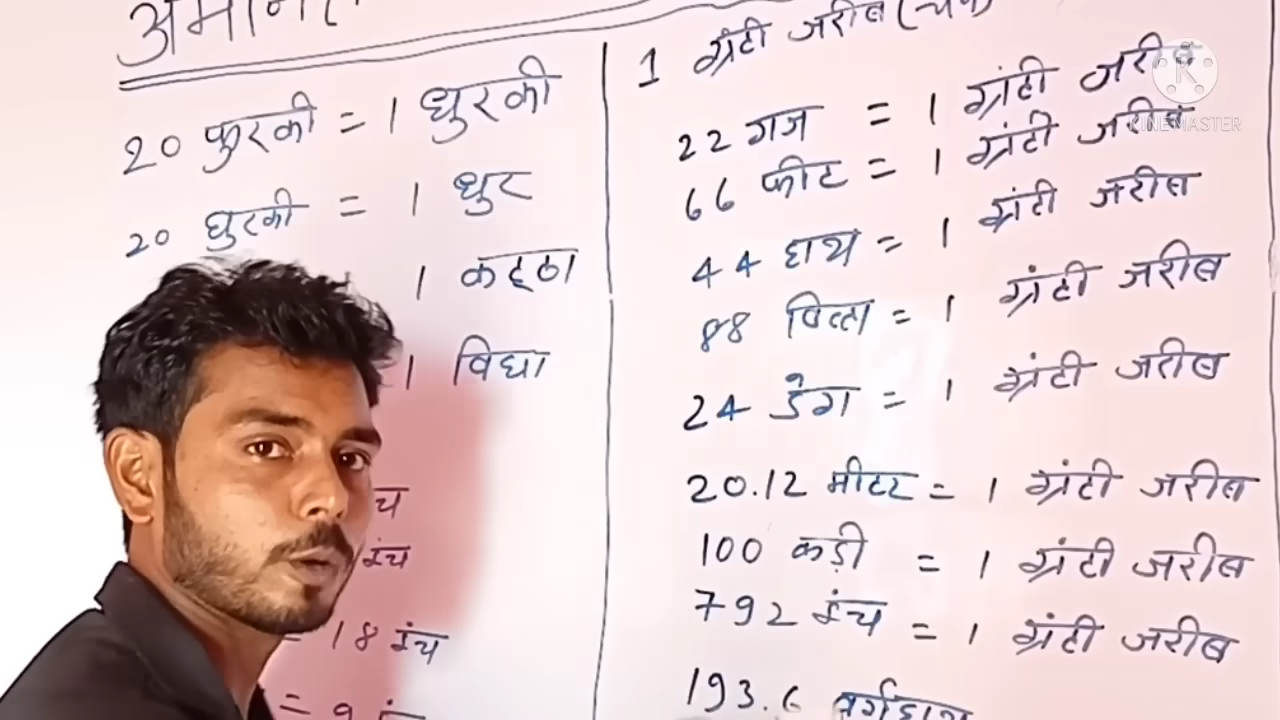 अमानत
20 फुरकी = 1 धुरकी
20 धुरकी = 1 धुर
1 कट्ठा
1 विघा
च
इंच
= 18 इंच
= 9
1 ग्रंटी जरीब
22 गज = 1 ग्रंटी जरीब
66 फीट = 1 ग्रंटी जरीब
44 हाथ = 1 ग्रंटी जरीब
88 वित्ता = 1 ग्रंटी जरीब
24 डेग = 1 ग्रंटी जरीब
20.12 मीटर = 1 ग्रंटी जरीब
100 कड़ी = 1 ग्रंटी जरीब
792 इंच = 1 ग्रंटी जरीब
193.6 वर्गहाथ
K
KINEMASTER